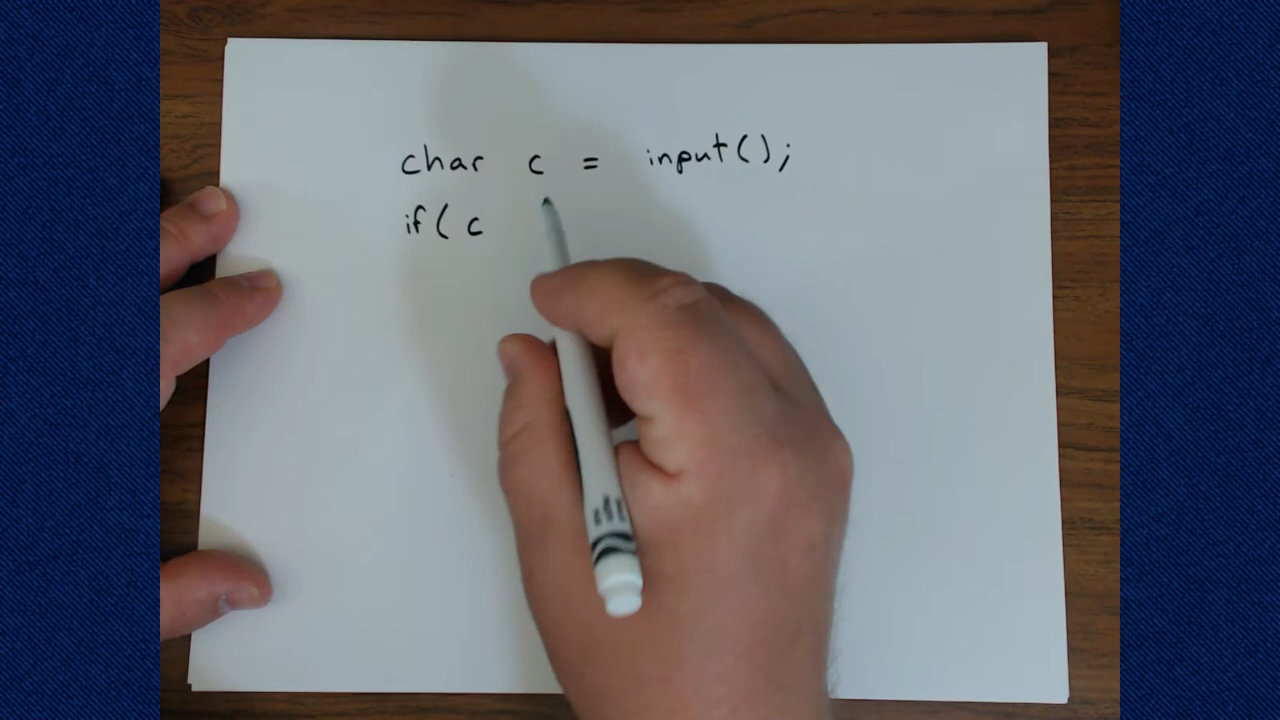 char c = input();
if( c